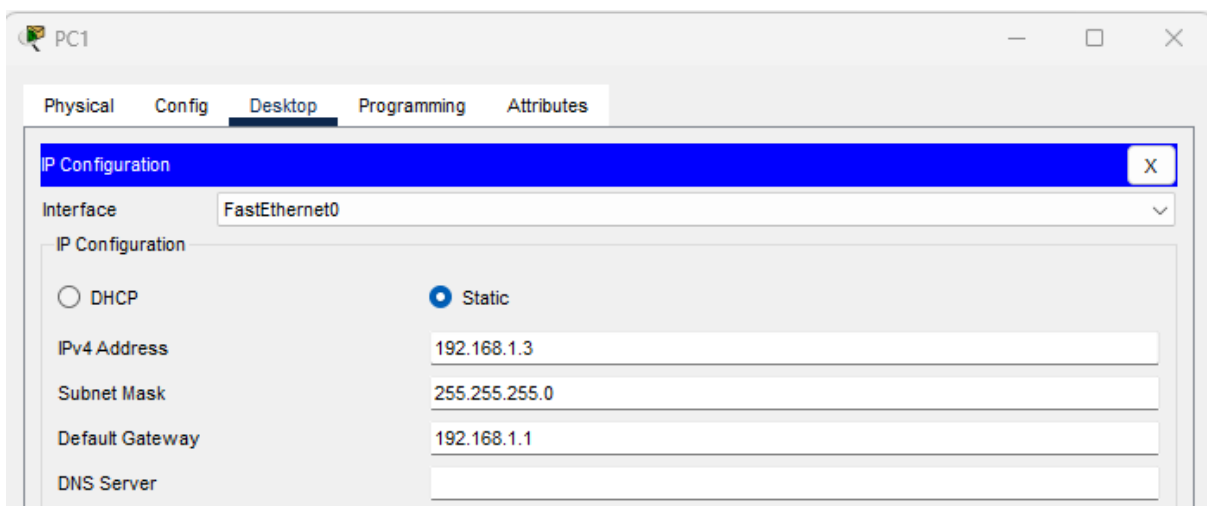 PC1
Physical Config Desktop Programming Attributes
IP Configuration X
Interface FastEthernet0
IP Configuration
DHCP Static
IPv4 Address 192.168.1.3
Subnet Mask 255.255.255.0
Default Gateway 192.168.1.1
DNS Server